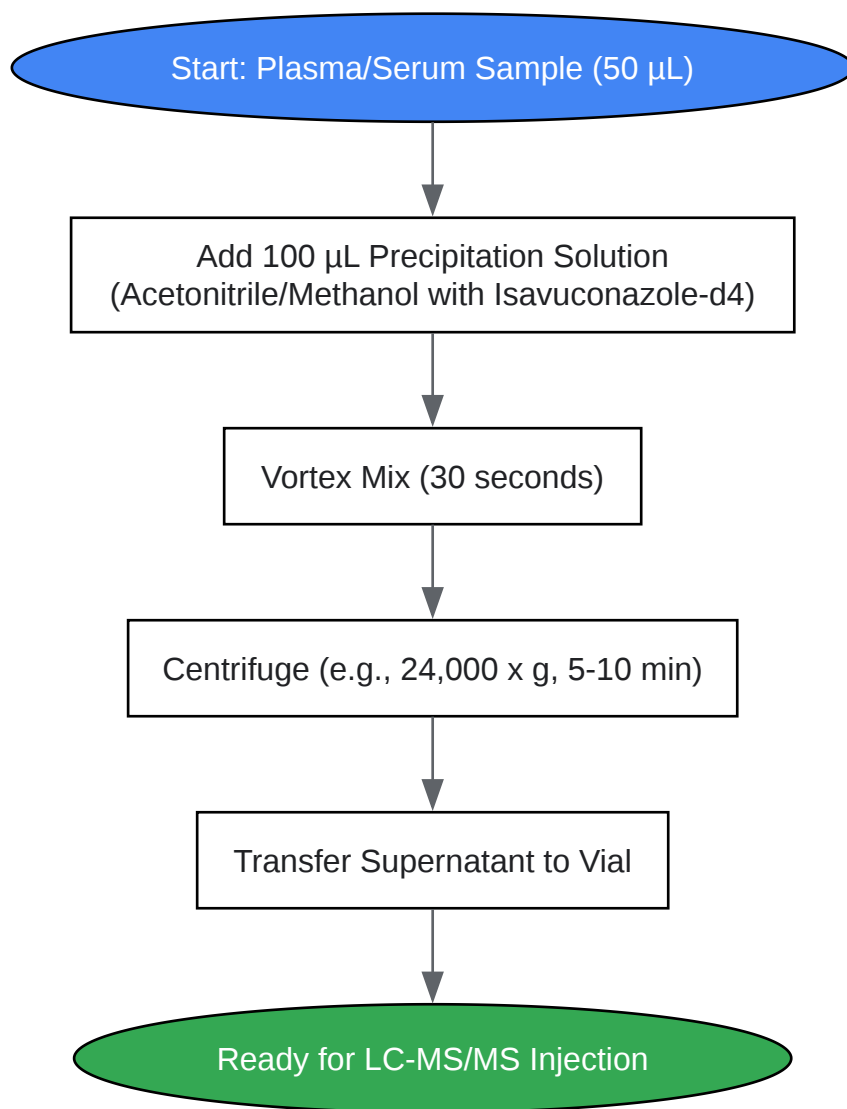 Start: Plasma/Serum Sample (50 µL)
Add 100 µL Precipitation Solution
(Acetonitrile/Methanol with Isavuconazole-d4)
Vortex Mix (30 seconds)
Centrifuge (e.g., 24,000 x g, 5-10 min)
Transfer Supernatant to Vial
Ready for LC-MS/MS Injection